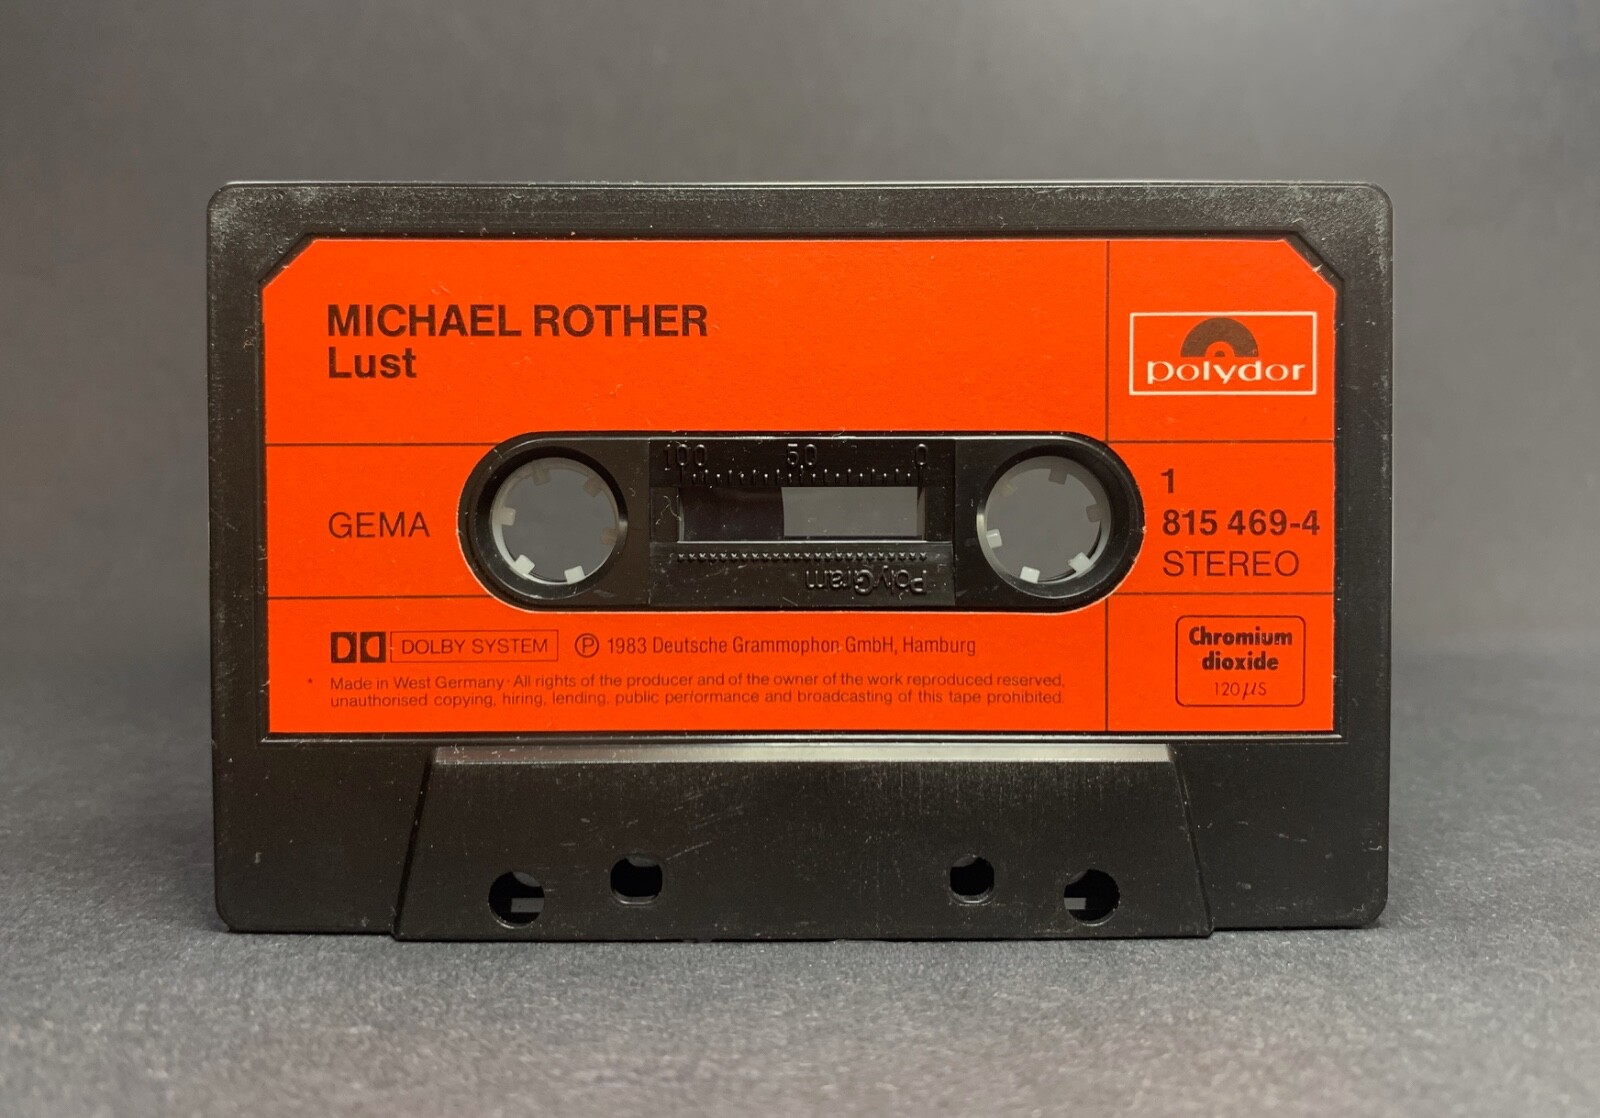 MICHAEL ROTHER
Lust
polydor
100 50 0
PolyGram
GEMA
1
815 469-4
STEREO
DOLBY SYSTEM
Ⓟ 1983 Deutsche Grammophon GmbH, Hamburg
* Made in West Germany · All rights of the producer and of the owner of the work reproduced reserved,
unauthorised copying, hiring, lending, public performance and broadcasting of this tape prohibited.
Chromium
dioxide
120 µs